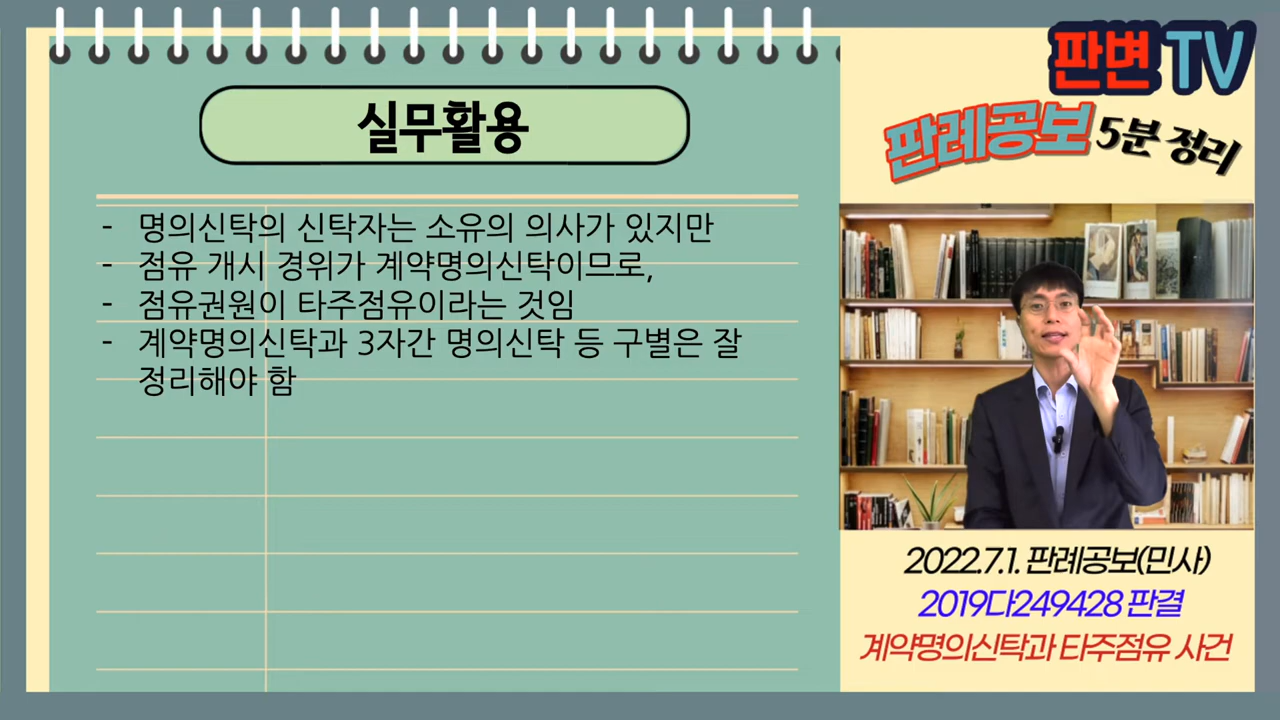 실무활용
- 명의신탁의 신탁자는 소유의 의사가 있지만
- 점유 개시 경위가 계약명의신탁이므로,
- 점유권원이 타주점유이라는 것임
- 계약명의신탁과 3자간 명의신탁 등 구별은 잘
정리해야 함
판변 TV
판례공보 5분 정리
2022.7.1. 판례공보(민사)
2019다249428 판결
계약명의신탁과 타주점유 사건